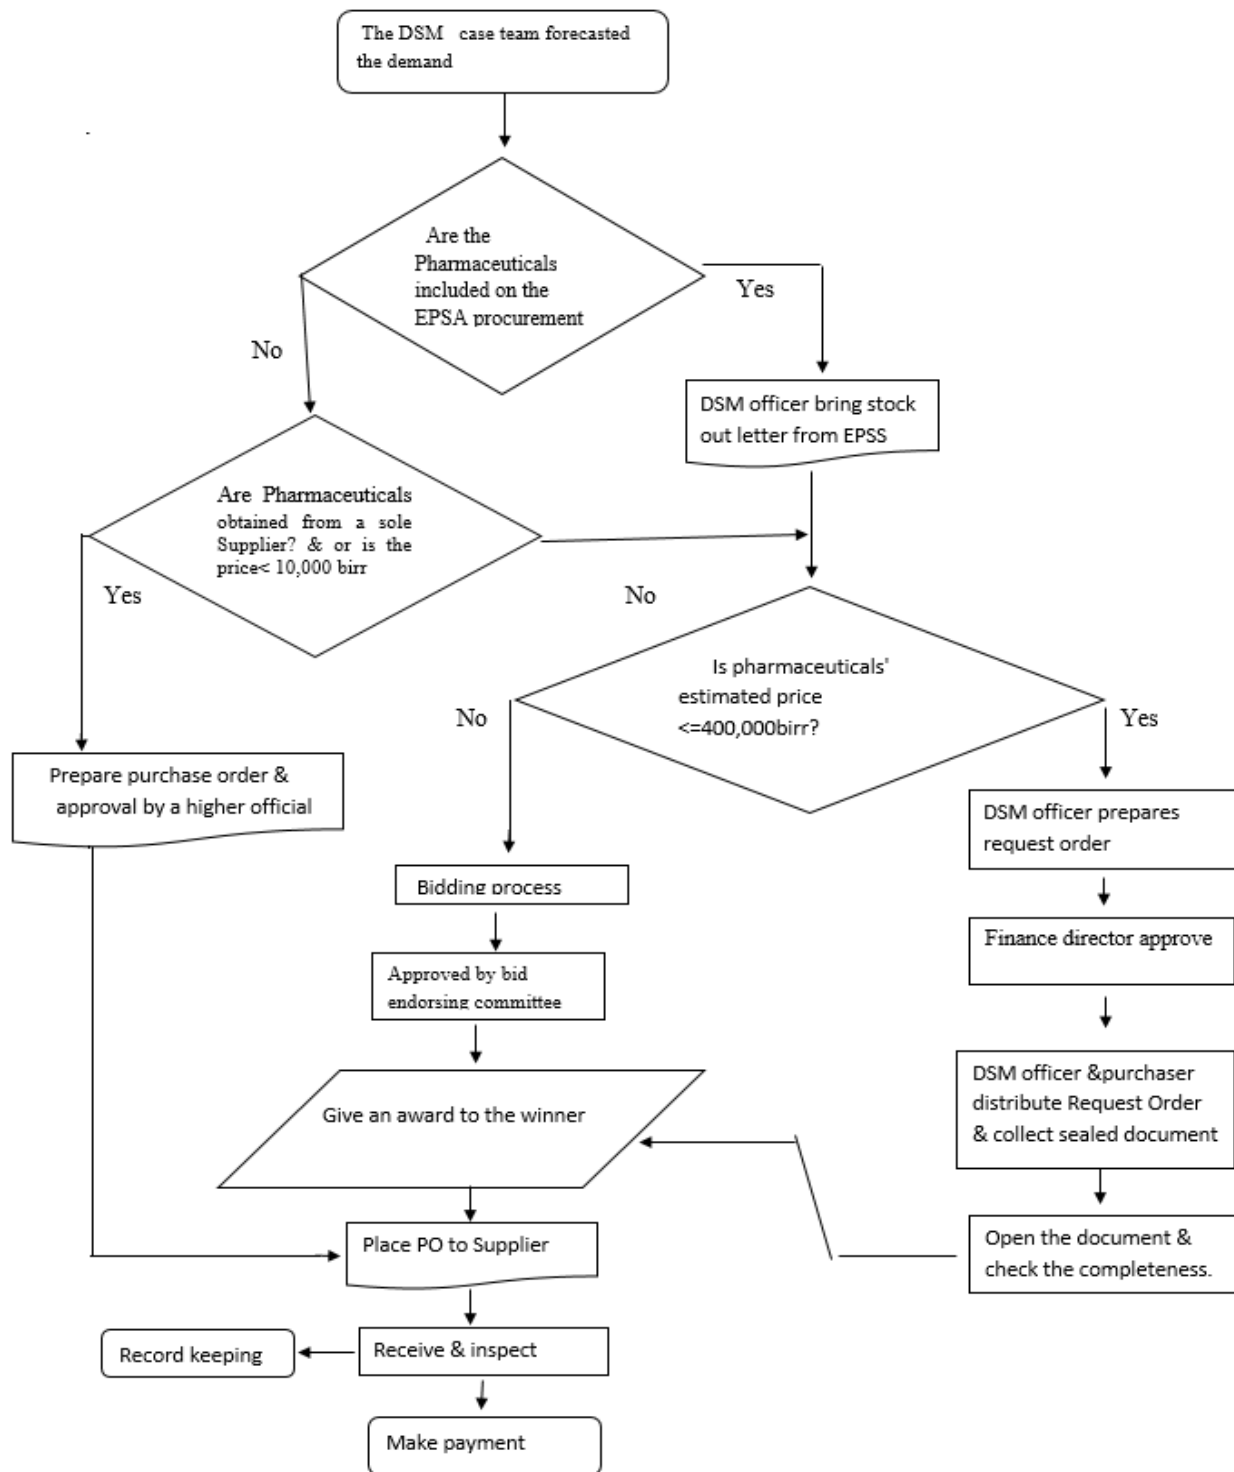 The DSM case team forecasted
the demand
Are the
Pharmaceuticals
included on the
EPSA procurement
Yes
No
DSM officer bring stock
out letter from EPSS
Are Pharmaceuticals
obtained from a sole
Supplier? & or is the
price< 10,000 birr
Yes
No
Is pharmaceuticals'
estimated price
<=400,000birr?
No
Yes
Prepare purchase order &
approval by a higher official
DSM officer prepares
request order
Bidding process
Finance director approve
Approved by bid
endorsing committee
DSM officer &purchaser
distribute Request Order
& collect sealed document
Give an award to the winner
Place PO to Supplier
Open the document &
check the completeness.
Receive & inspect
Record keeping
Make payment